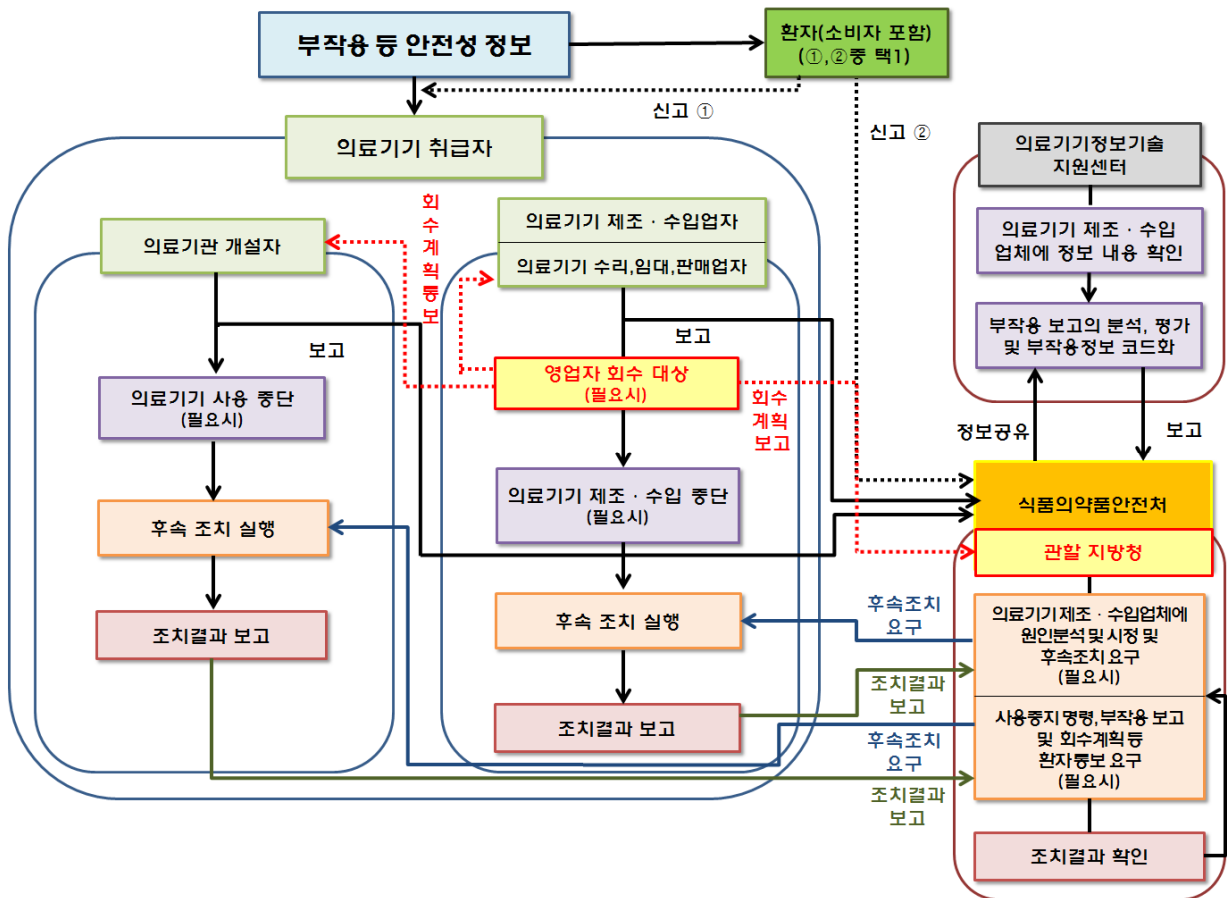 부작용 등 안전성 정보
환자(소비자 포함)
(①,②중 택1)
신고 ①
신고 ②
의료기기 취급자
의료기기정보기술
지원센터
의료기기 제조 · 수입
업체에 정보 내용 확인
부작용 보고의 분석, 평가
및 부작용정보 코드화
정보공유
보고
회
수
계
획
통
보
의료기관 개설자
의료기기 제조 · 수입업자
의료기기 수리,임대,판매업자
보고
보고
영업자 회수 대상
(필요시)
회수
계획
보고
의료기기 사용 중단
(필요시)
의료기기 제조 · 수입 중단
(필요시)
식품의약품안전처
관할 지방청
후속 조치 실행
후속 조치 실행
후속조치
요구
의료기기 제조 · 수입업체에
원인분석 및 시정 및
후속조치 요구
(필요시)
조치결과 보고
조치결과
보고
조치결과 보고
후속조치
요구
사용중지 명령,부작용 보고
및 회수계획 등
환자통보 요구
(필요시)
조치결과
보고
조치결과 확인